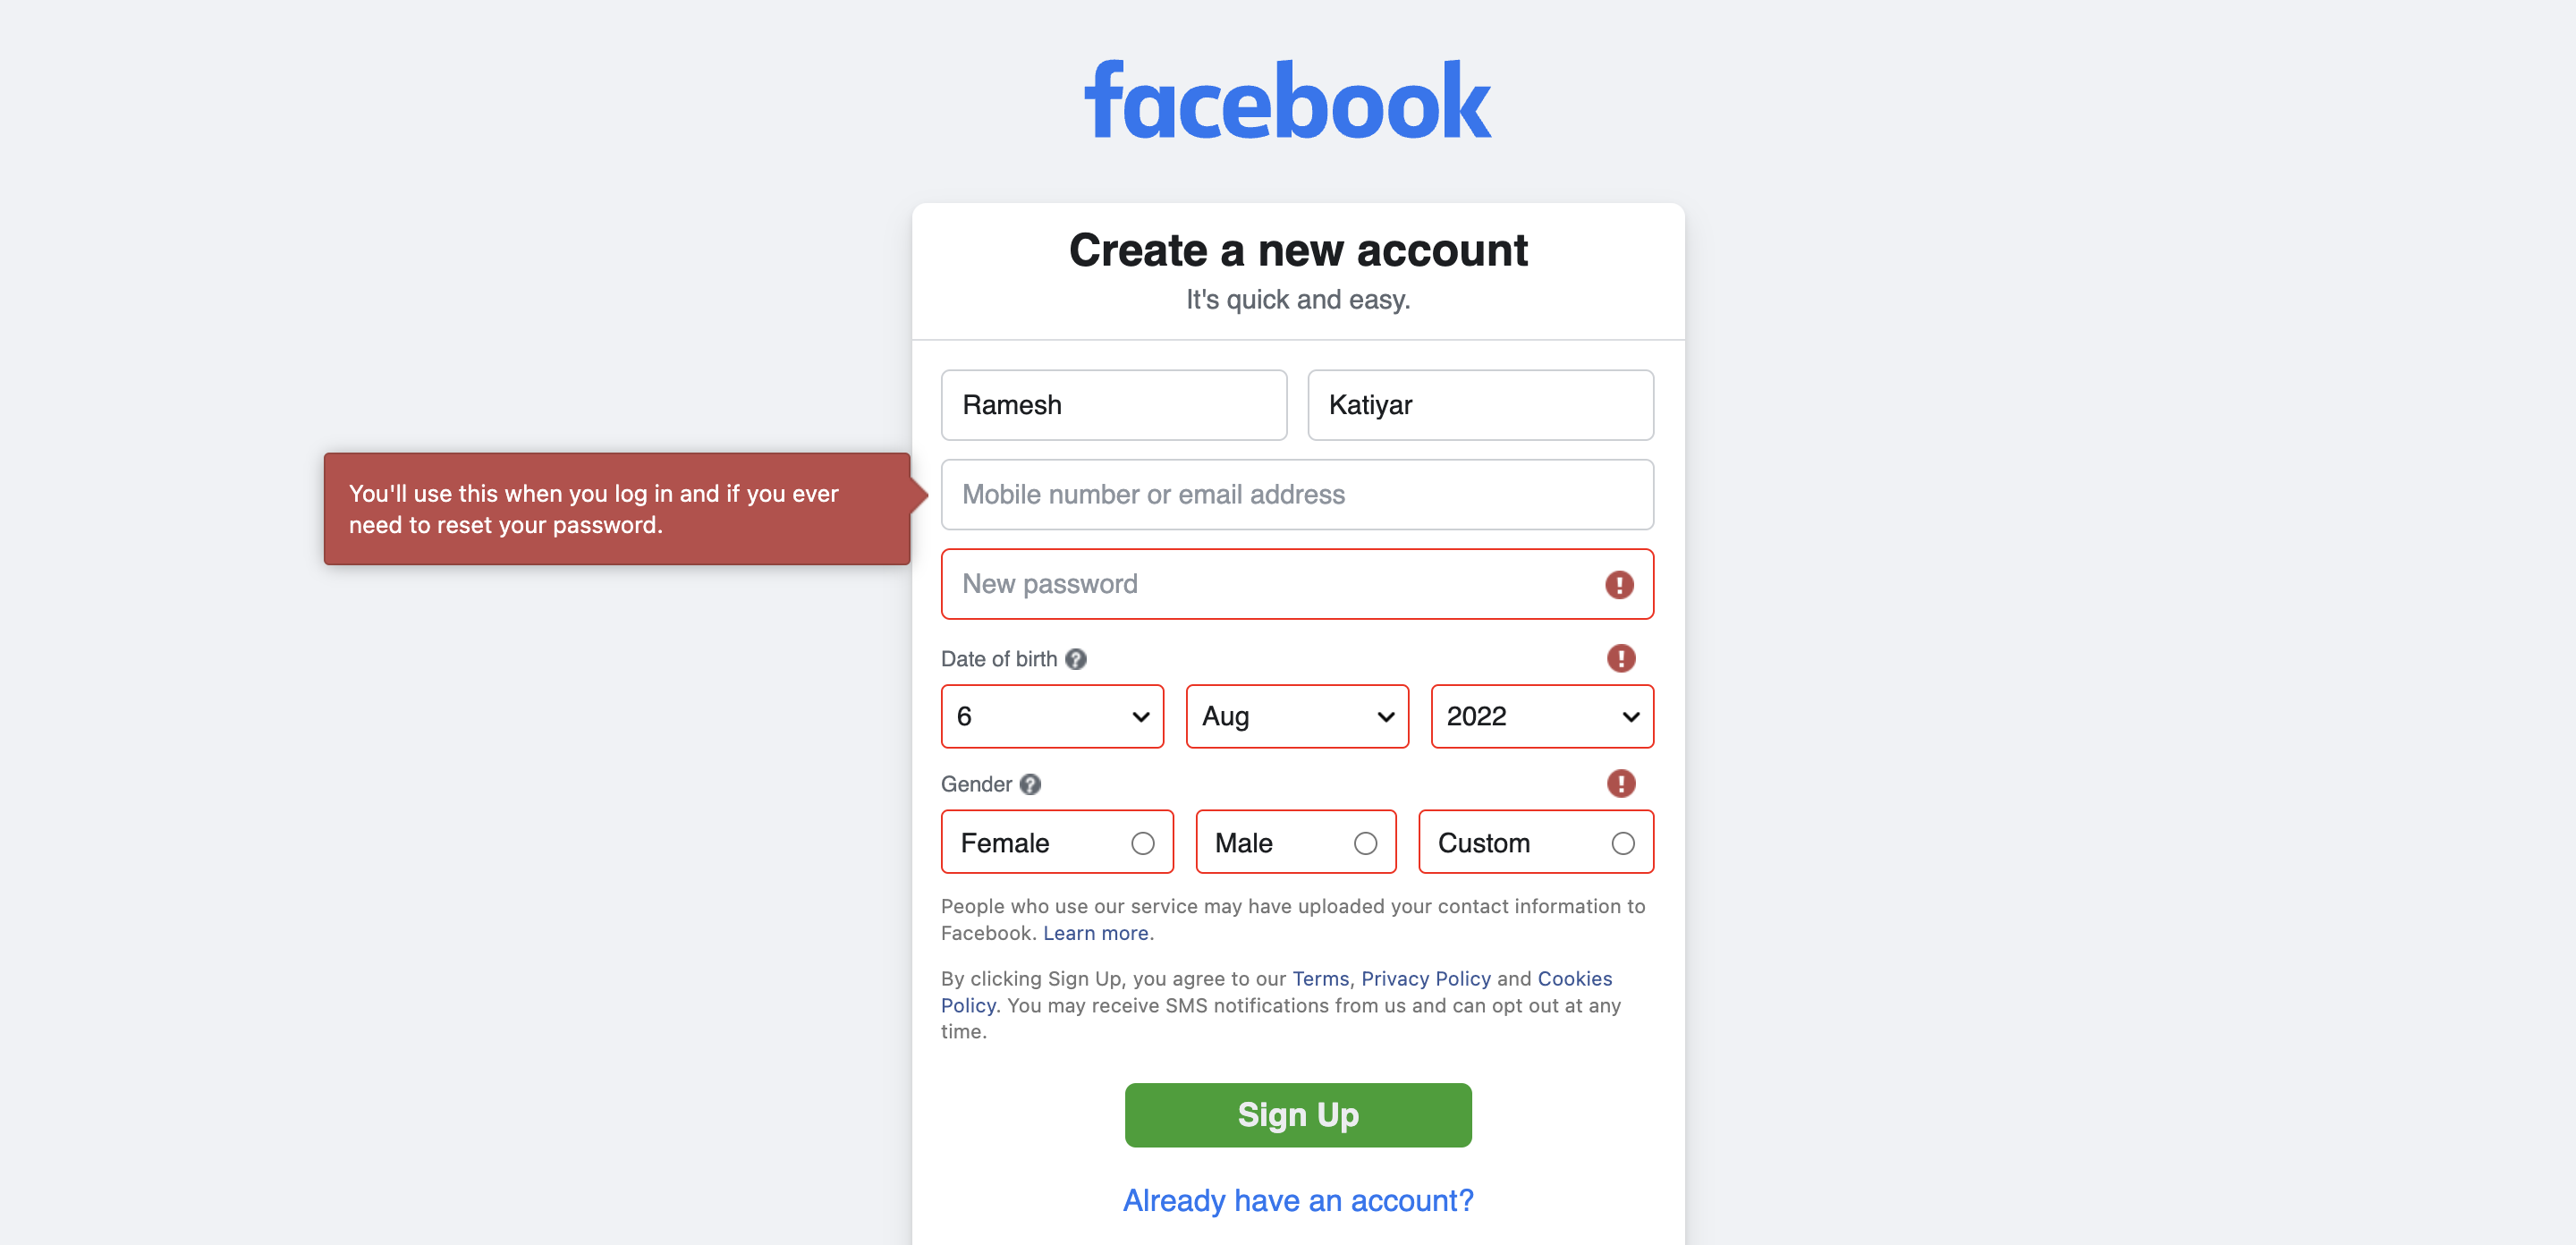 facebook
Create a new account
It's quick and easy.
Ramesh
Katiyar
You'll use this when you log in and if you ever
need to reset your password.
Mobile number or email address
New password
Date of birth
6
Aug
2022
Gender
Female
Male
Custom
People who use our service may have uploaded your contact information to
Facebook. Learn more.
By clicking Sign Up, you agree to our Terms, Privacy Policy and Cookies
Policy. You may receive SMS notifications from us and can opt out at any
time.
Sign Up
Already have an account?